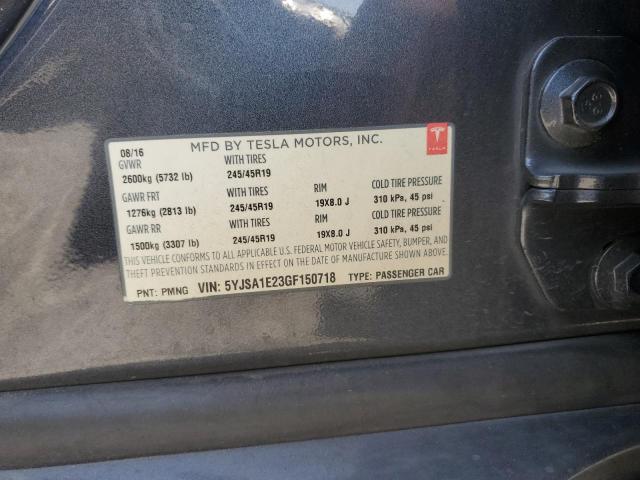 08/16 MFD BY TESLA MOTORS, INC. TESLA
GVWR WITH TIRES
2600kg (5732 lb) 245/45R19
GAWR FRT WITH TIRES RIM COLD TIRE PRESSURE
1276kg (2813 lb) 245/45R19 19X8.0 J 310 kPa, 45 psi
GAWR RR WITH TIRES RIM COLD TIRE PRESSURE
1500kg (3307 lb) 245/45R19 19X8.0 J 310 kPa, 45 psi
THIS VEHICLE CONFORMS TO ALL APPLICABLE U.S. FEDERAL MOTOR VEHICLE SAFETY, BUMPER, AND
THEFT PREVENTION STANDARDS IN EFFECT ON THE DATE OF MANUFACTURE SHOWN ABOVE.
PNT: PMNG VIN: 5YJSA1E23GF150718 TYPE: PASSENGER CAR